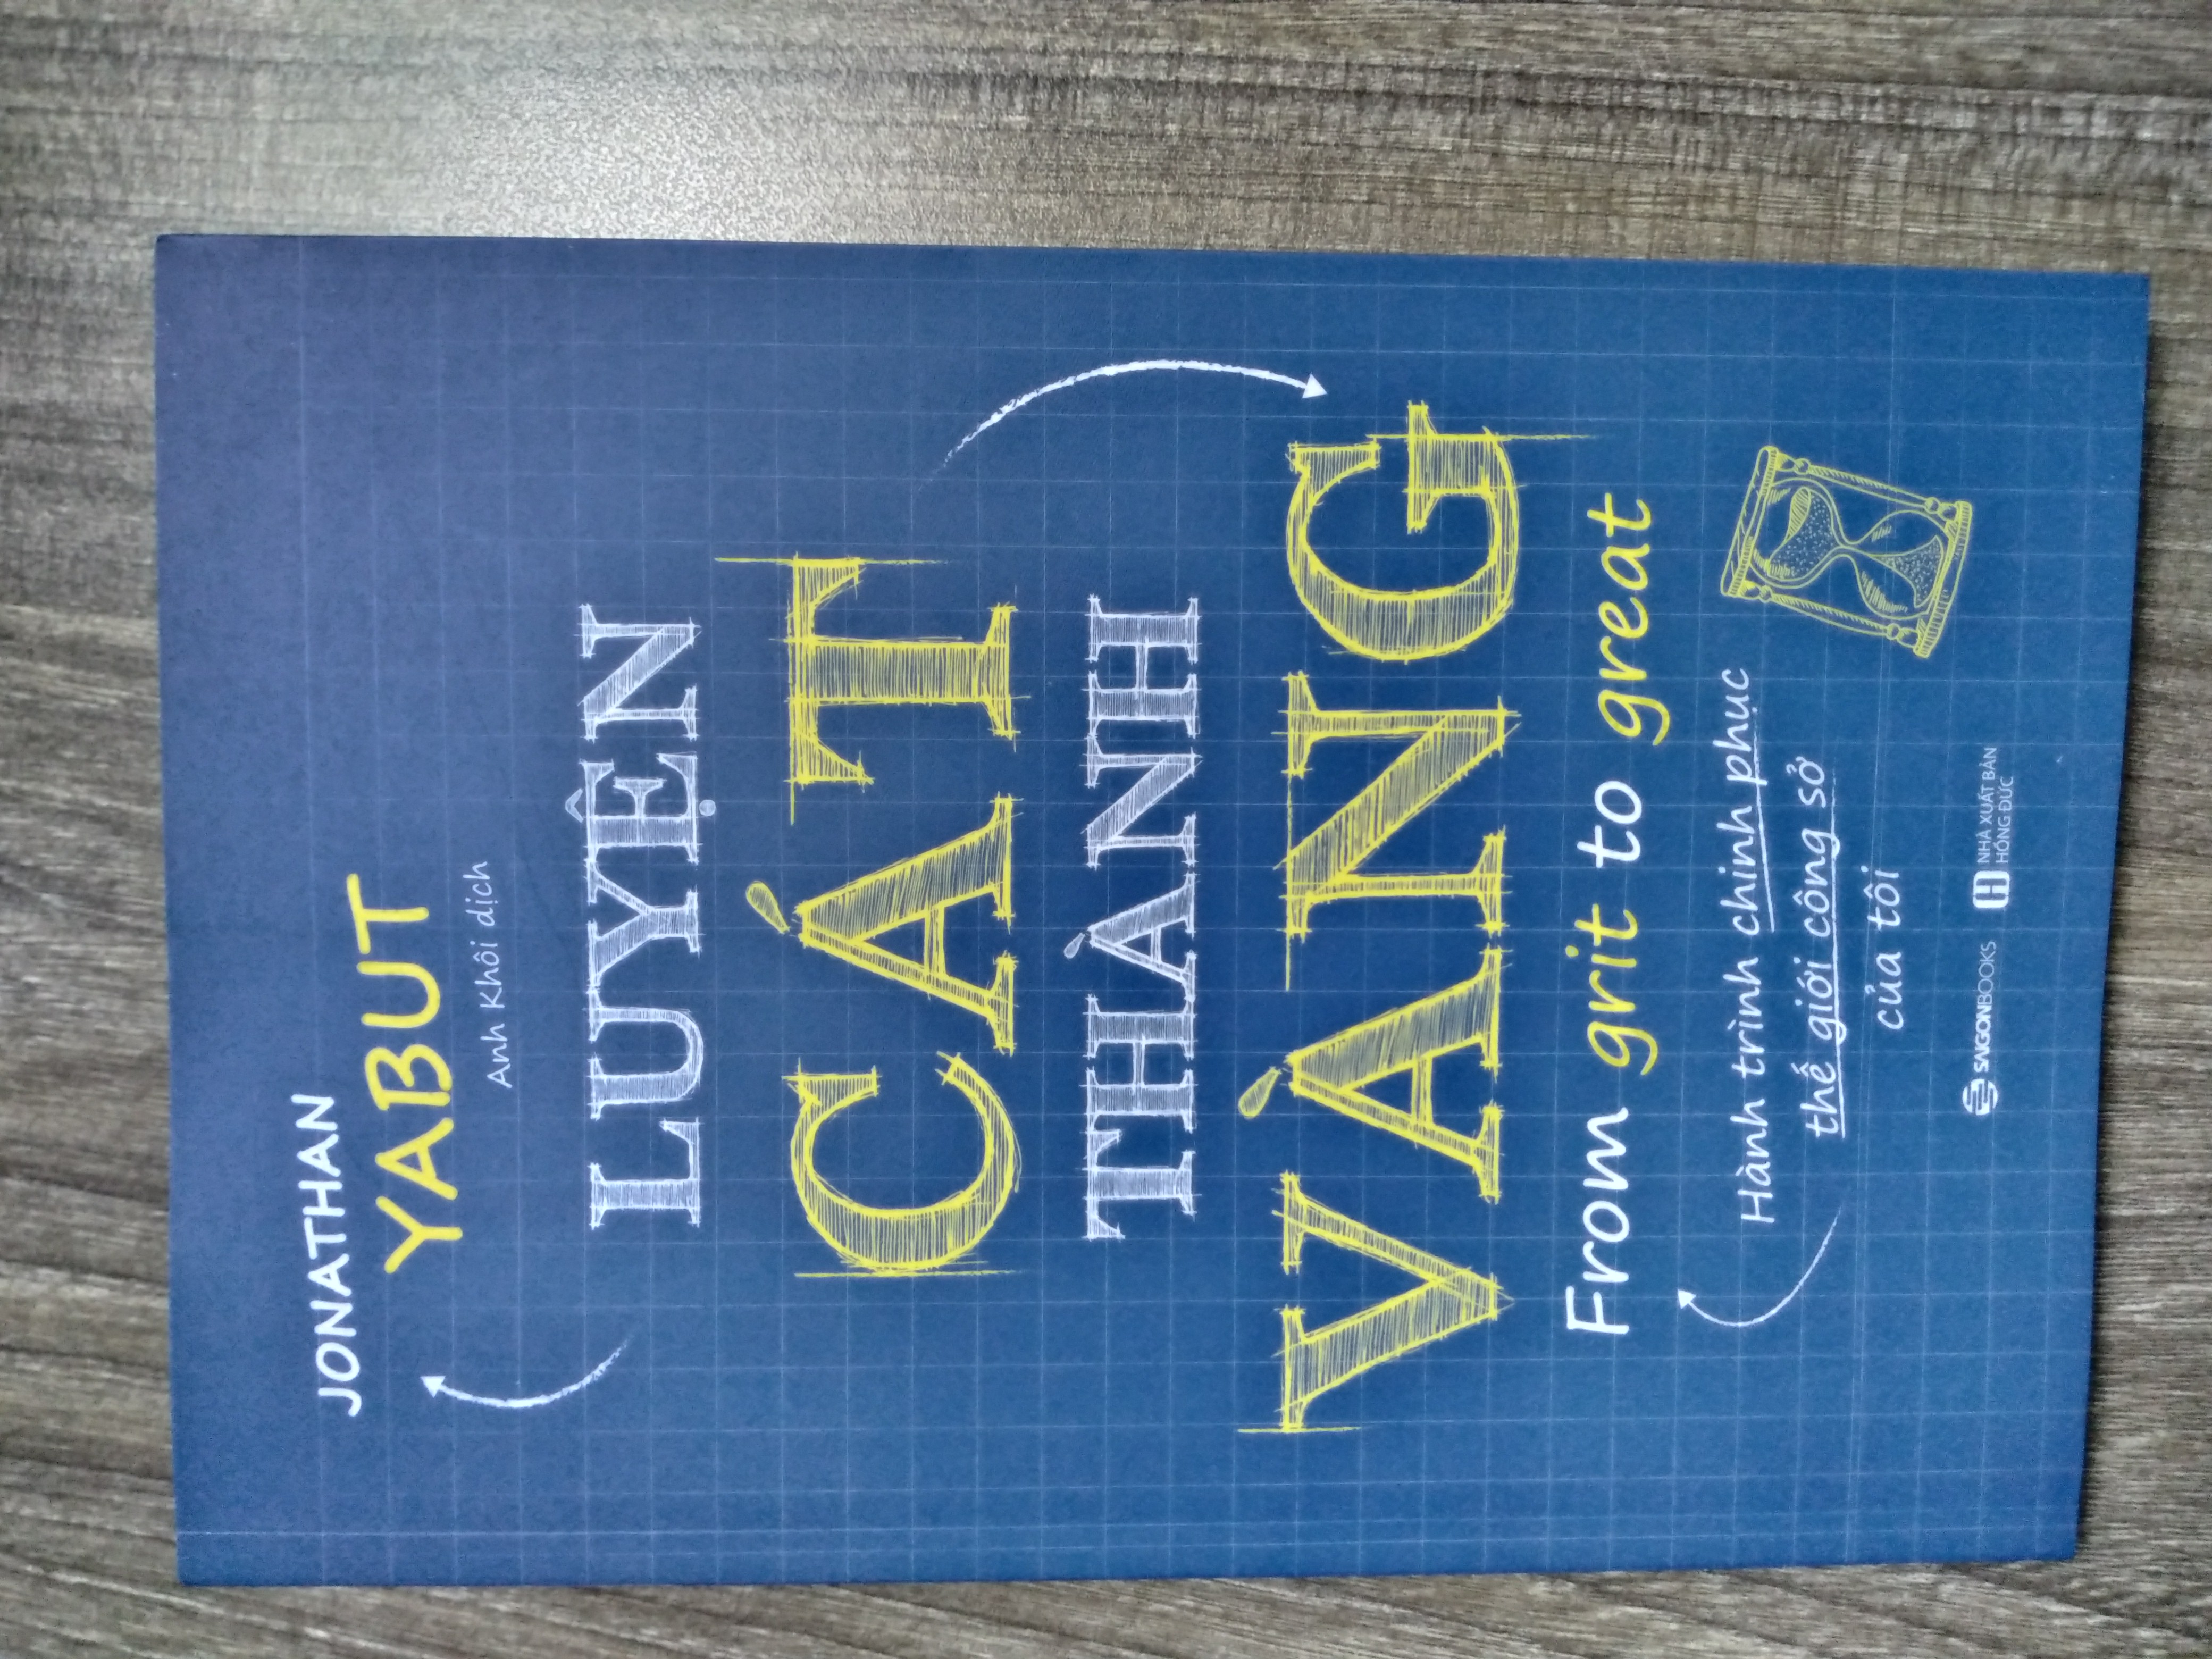 JONATHAN
YABUT
Anh Khôi dịch
LUYỆN
CÁT
THÀNH
VÀNG
From grit to great
Hành trình chinh phục
thế giới công sở
của tôi
SAIGONBOOKS
NHÀ XUẤT BẢN
HỒNG ĐỨC